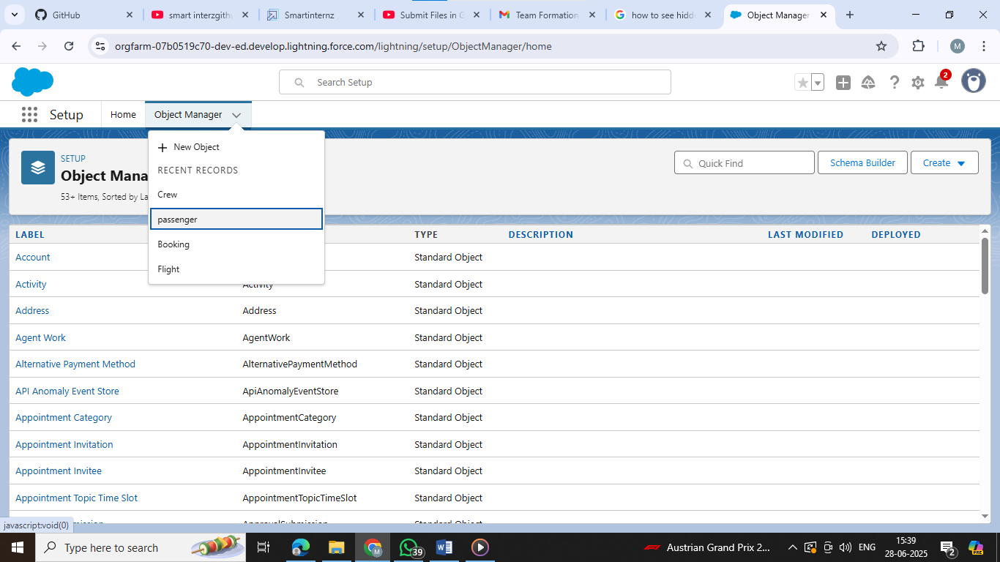 GitHub
smart interzgithu
Smartinternz
Submit Files in G
Team Formation
how to see hidde
Object Manager
orgfarm-07b0519c70-dev-ed.develop.lightning.force.com/lightning/setup/ObjectManager/home
M
Search Setup
2
Setup
Home
Object Manager
New Object
RECENT RECORDS
Crew
passenger
Booking
Flight
SETUP
Object Mana
53+ Items, Sorted by La
Quick Find
Schema Builder
Create
LABEL TYPE DESCRIPTION LAST MODIFIED DEPLOYED
Account Standard Object
Activity Activity Standard Object
Address Address Standard Object
Agent Work AgentWork Standard Object
Alternative Payment Method AlternativePaymentMethod Standard Object
API Anomaly Event Store ApiAnomalyEventStore Standard Object
Appointment Category AppointmentCategory Standard Object
Appointment Invitation AppointmentInvitation Standard Object
Appointment Invitee AppointmentInvitee Standard Object
Appointment Topic Time Slot AppointmentTopicTimeSlot Standard Object
ApprovalSubmission Standard Object
javascript:void(0)
Type here to search
M
39
Austrian Grand Prix 2...
ENG
15:39
28-06-2025
2
PRE